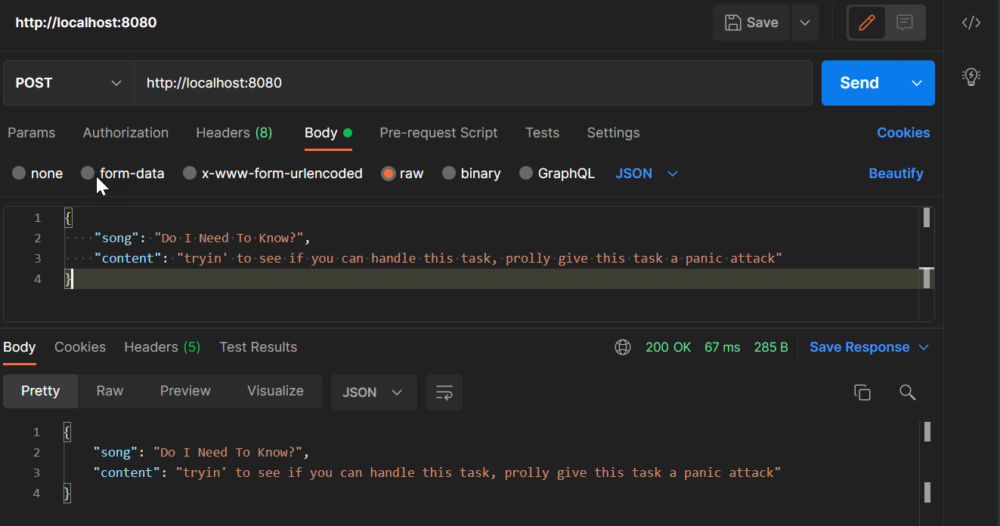 http://localhost:8080 Save
POST http://localhost:8080 Send
Params Authorization Headers (8) Body Pre-request Script Tests Settings Cookies
none form-data x-www-form-urlencoded raw binary GraphQL JSON Beautify
1 {
2 "song": "Do I Need To Know?",
3 "content": "tryin' to see if you can handle this task, prolly give this task a panic attack"
4 }
Body Cookies Headers (5) Test Results 200 OK 67 ms 285 B Save Response
Pretty Raw Preview Visualize JSON
1 {
2 "song": "Do I Need To Know?",
3 "content": "tryin' to see if you can handle this task, prolly give this task a panic attack"
4 }